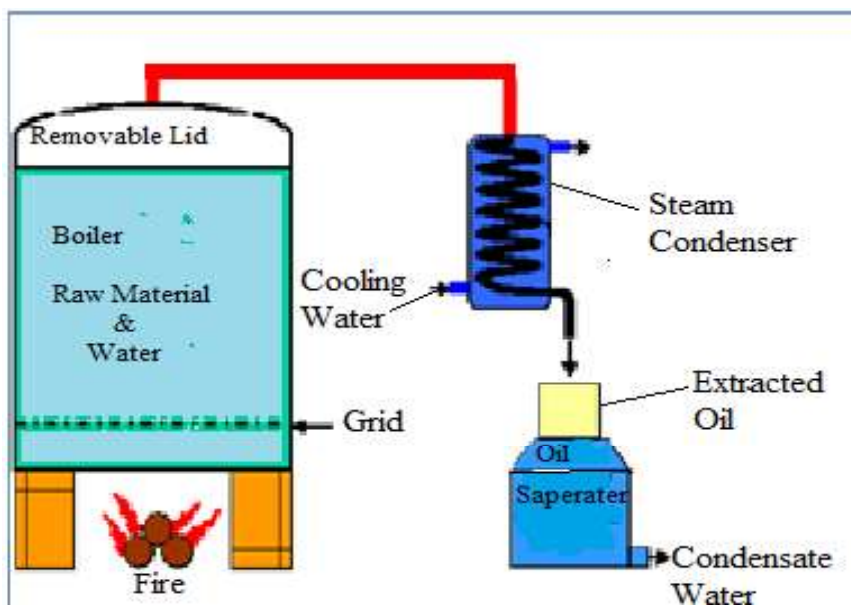 Removable Lid
Boiler
Raw Material
&
Water
Grid
Fire
Steam
Condenser
Cooling
Water
Extracted
Oil
Oil
Saperater
Condensate
Water